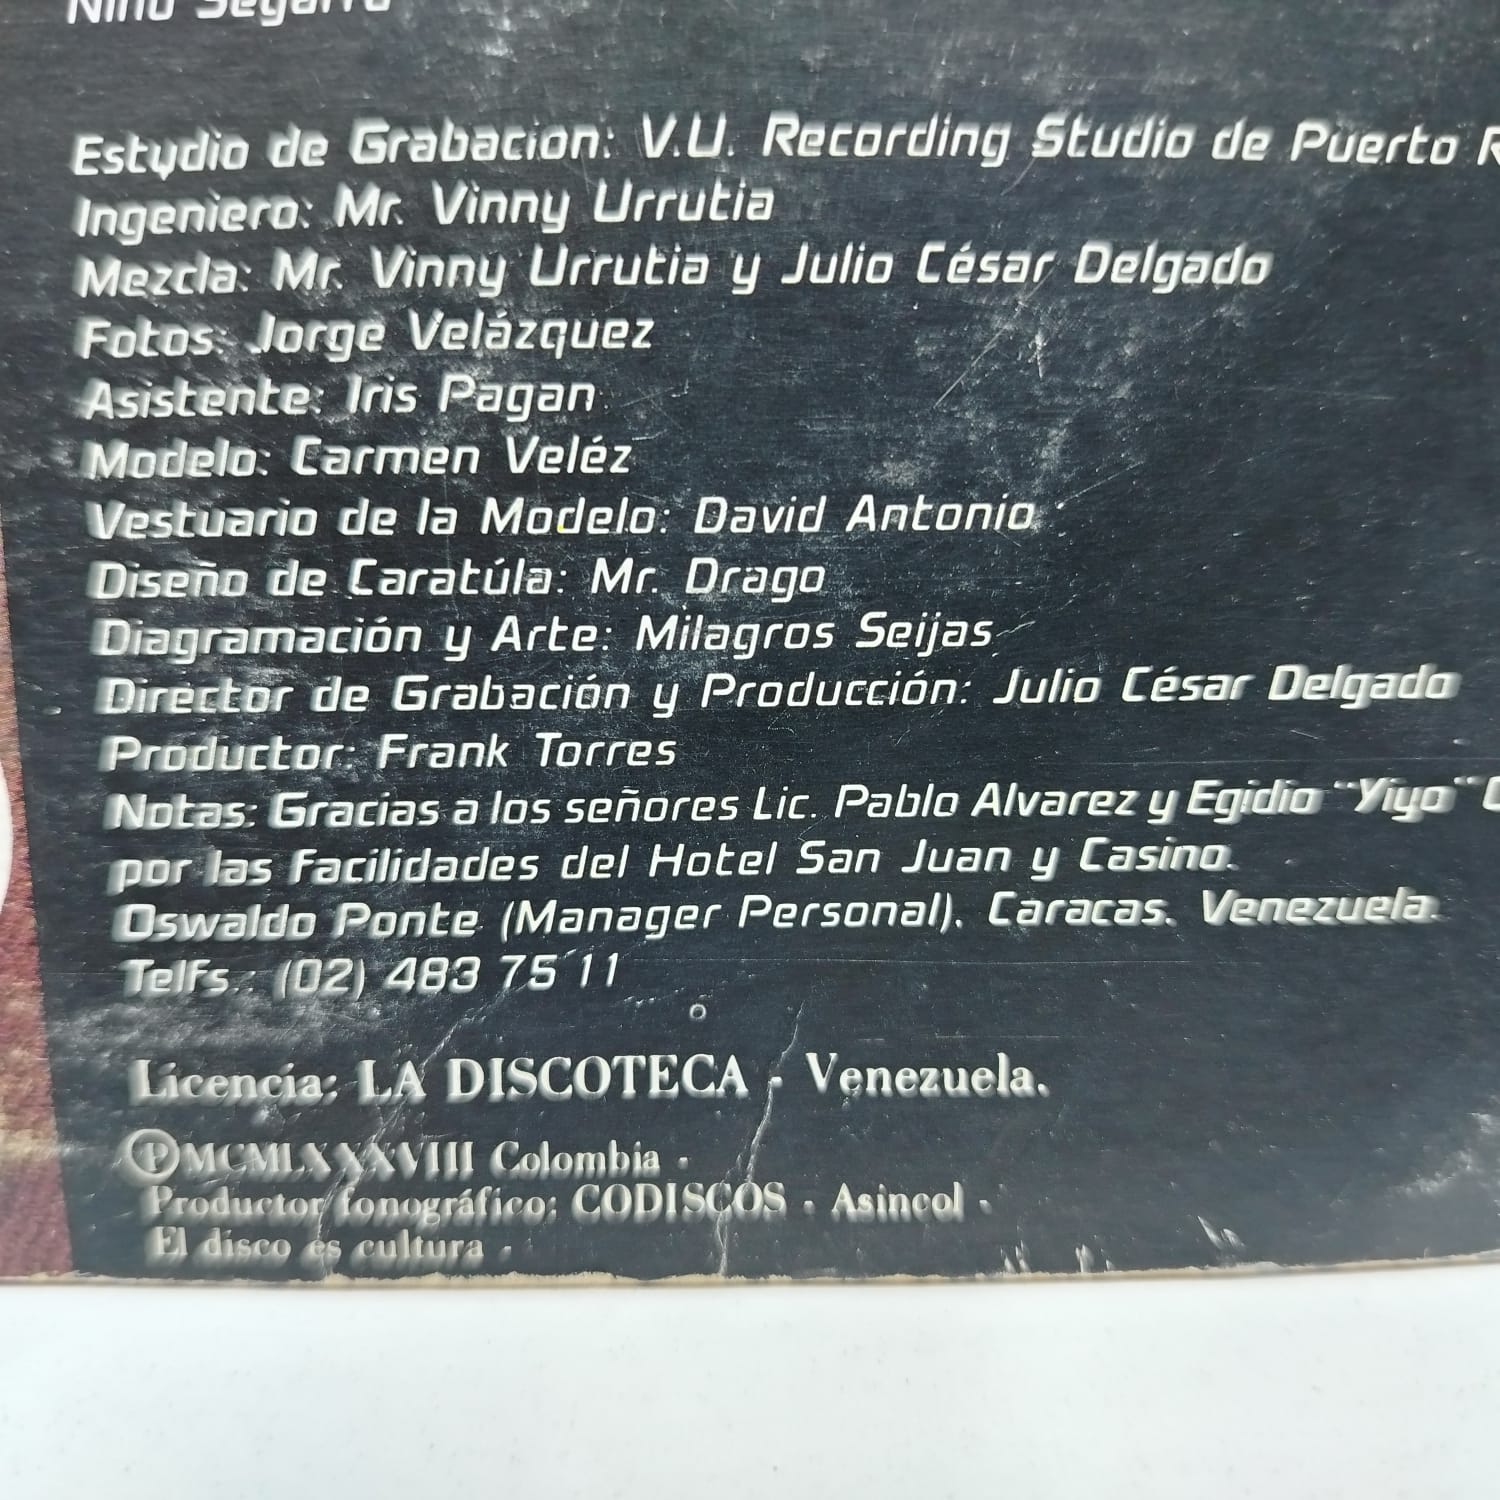 Nino Segarra
Estudio de Grabacion: V.U. Recording Studio de Puerto
Ingeniero: Mr. Vinny Urrutia
Mezcla: Mr. Vinny Urrutia y Julio César Delgado
Fotos: Jorge Velázquez
Asistente: Iris Pagan
Modelo: Carmen Veléz
Vestuario de la Modelo: David Antonio
Diseño de Caratúla: Mr. Drago
Diagramación y Arte: Milagros Seijas
Director de Grabación y Producción: Julio César Delgado
Productor: Frank Torres
Notas: Gracias a los señores Lic. Pablo Alvarez y Egidio "Yiyo"
por las facilidades del Hotel San Juan y Casino.
Oswaldo Ponte (Manager Personal). Caracas. Venezuela.
Telfs.: (02) 483 75 11
Licencia: LA DISCOTECA - Venezuela.
Ⓟ MCMLXXXVIII Colombia -
Productor fonográfico: CODISCOS - Asincol -
El disco es cultura -